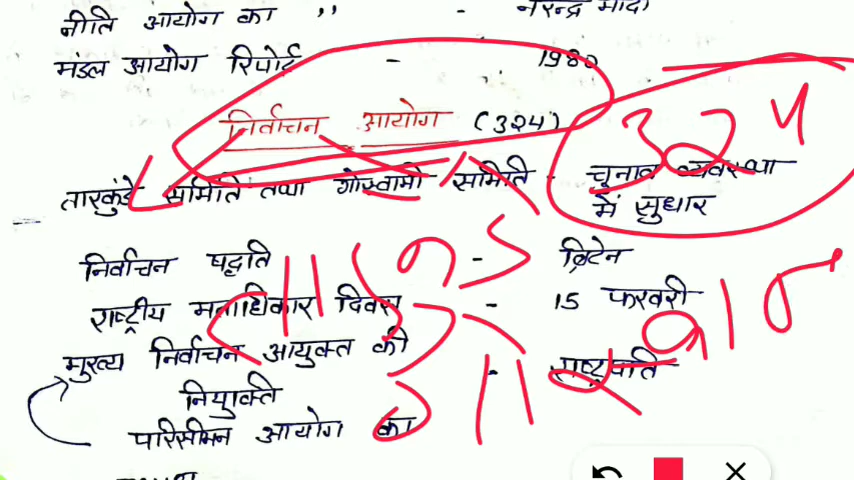 नीति आयोग का ,, - नरेन्द्र मोदी
मंडल आयोग रिपोर्ट - 1980
निर्वाचन आयोग (324)
324
तारकुंडे समिति तथा गोस्वामी समिति - चुनाव व्यवस्था
में सुधार
निर्वाचन पद्दति - ब्रिटेन
राष्ट्रीय मताधिकार दिवस - 15 फरवरी
मुख्य निर्वाचन आयुक्त की - राष्ट्रपति
नियुक्ति
परिसीमन आयोग का